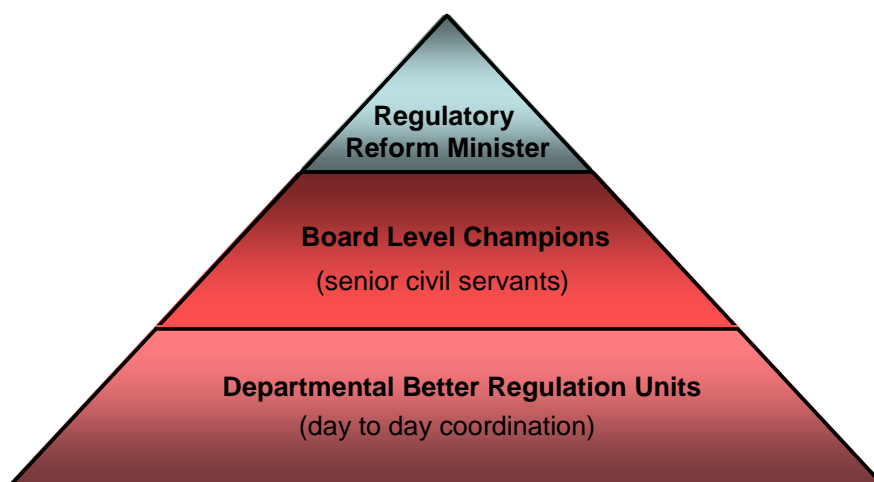 Regulatory
Reform Minister
Board Level Champions
(senior civil servants)
Departmental Better Regulation Units
(day to day coordination)